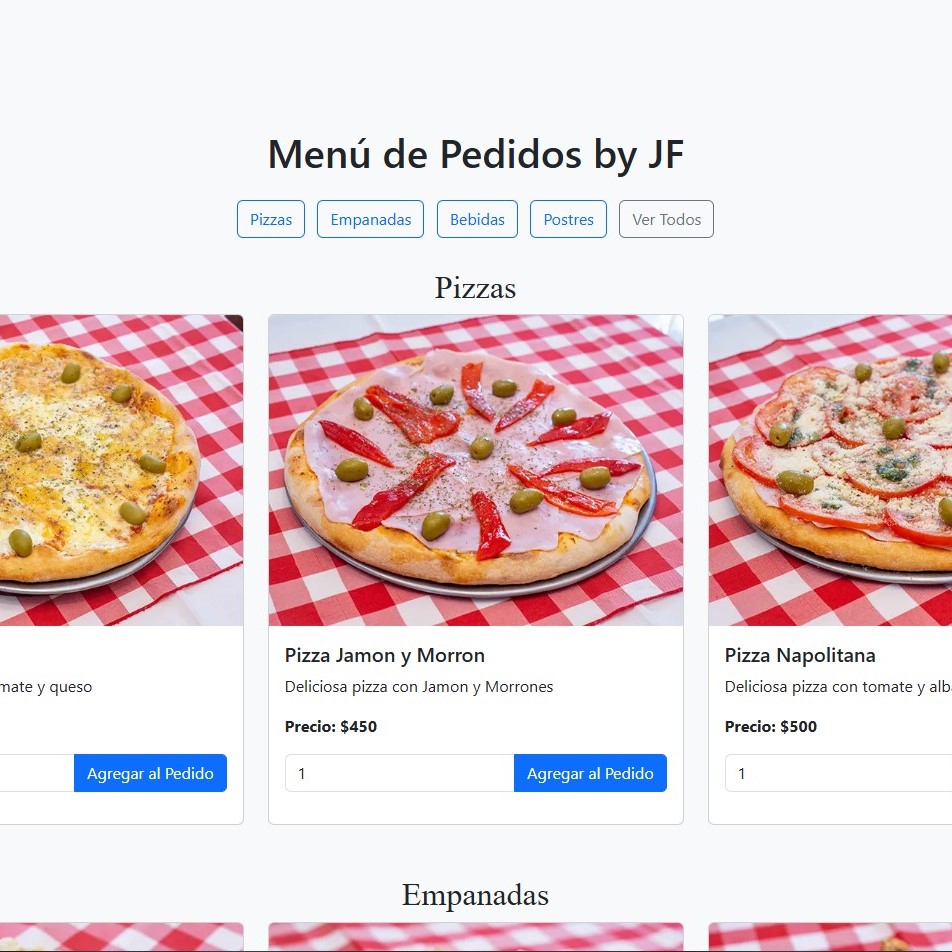 Menú de Pedidos by JF
Pizzas Empanadas Bebidas Postres Ver Todos
Pizzas
y queso
Agregar al Pedido
Pizza Jamon y Morron
Deliciosa pizza con Jamon y Morrones
Precio: $450
1 Agregar al Pedido
Pizza Napolitana
Deliciosa pizza con tomate y
Precio: $500
1
Empanadas